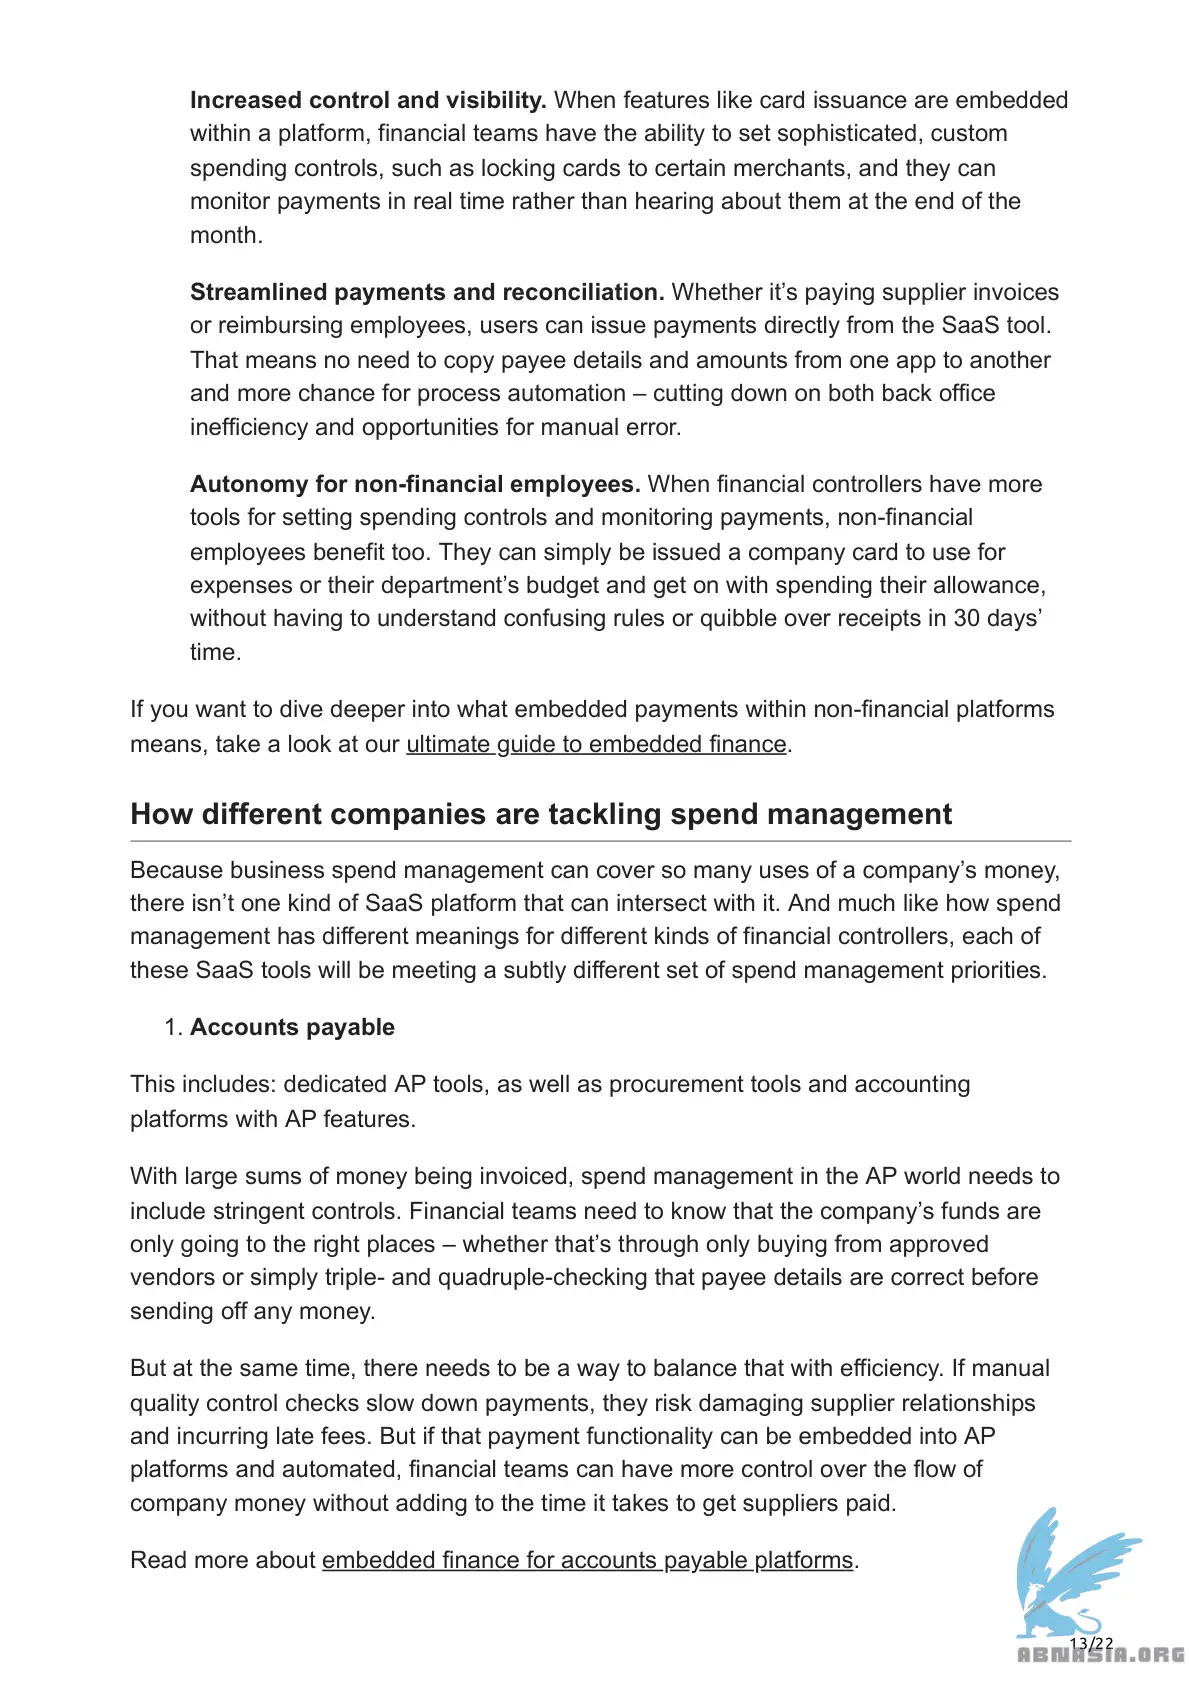 Increased control and visibility. When features like card issuance are embedded
within a platform, financial teams have the ability to set sophisticated, custom
spending controls, such as locking cards to certain merchants, and they can
monitor payments in real time rather than hearing about them at the end of the
month.
Streamlined payments and reconciliation. Whether it’s paying supplier invoices
or reimbursing employees, users can issue payments directly from the SaaS tool.
That means no need to copy payee details and amounts from one app to another
and more chance for process automation – cutting down on both back office
inefficiency and opportunities for manual error.
Autonomy for non-financial employees. When financial controllers have more
tools for setting spending controls and monitoring payments, non-financial
employees benefit too. They can simply be issued a company card to use for
expenses or their department’s budget and get on with spending their allowance,
without having to understand confusing rules or quibble over receipts in 30 days’
time.
If you want to dive deeper into what embedded payments within non-financial platforms
means, take a look at our ultimate guide to embedded finance.
How different companies are tackling spend management
Because business spend management can cover so many uses of a company’s money,
there isn’t one kind of SaaS platform that can intersect with it. And much like how spend
management has different meanings for different kinds of financial controllers, each of
these SaaS tools will be meeting a subtly different set of spend management priorities.
1. Accounts payable
This includes: dedicated AP tools, as well as procurement tools and accounting
platforms with AP features.
With large sums of money being invoiced, spend management in the AP world needs to
include stringent controls. Financial teams need to know that the company’s funds are
only going to the right places – whether that’s through only buying from approved
vendors or simply triple- and quadruple-checking that payee details are correct before
sending off any money.
But at the same time, there needs to be a way to balance that with efficiency. If manual
quality control checks slow down payments, they risk damaging supplier relationships
and incurring late fees. But if that payment functionality can be embedded into AP
platforms and automated, financial teams can have more control over the flow of
company money without adding to the time it takes to get suppliers paid.
Read more about embedded finance for accounts payable platforms.
13/22
ABNASIA.ORG